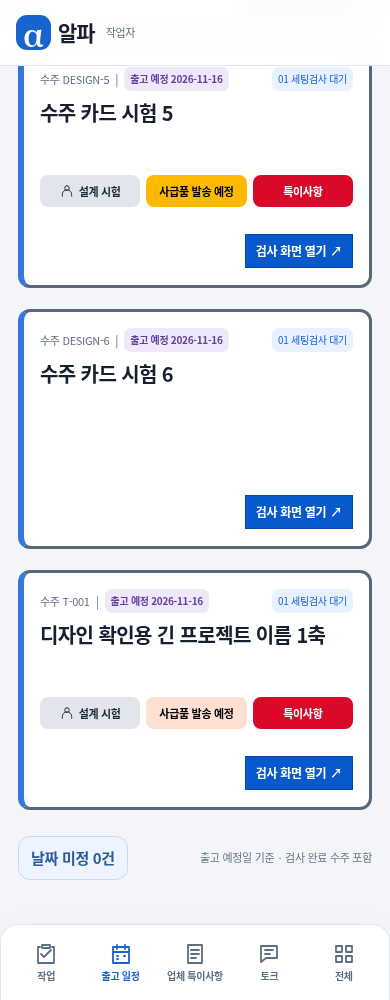 α 알파 작업자
수주 DESIGN-5 | 출고 예정 2026-11-16 01 세팅검사 대기
수주 카드 시험 5
설계 시험 사급품 발송 예정 특이사항
검사 화면 열기 ↗
수주 DESIGN-6 | 출고 예정 2026-11-16 01 세팅검사 대기
수주 카드 시험 6
검사 화면 열기 ↗
수주 T-001 | 출고 예정 2026-11-16 01 세팅검사 대기
디자인 확인용 긴 프로젝트 이름 1축
설계 시험 사급품 발송 예정 특이사항
검사 화면 열기 ↗
날짜 미정 0건 출고 예정일 기준 · 검사 완료 수주 포함
작업 출고 일정 업체 특이사항 토크 전체